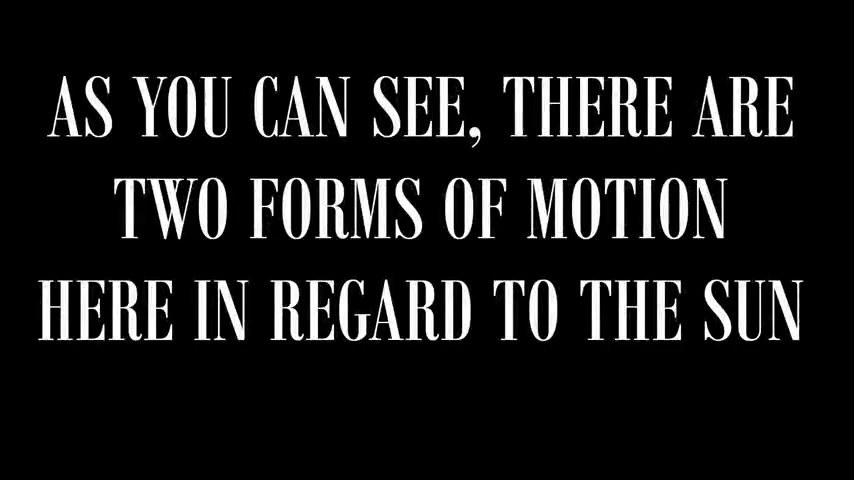 AS YOU CAN SEE, THERE ARE
TWO FORMS OF MOTION
HERE IN REGARD TO THE SUN